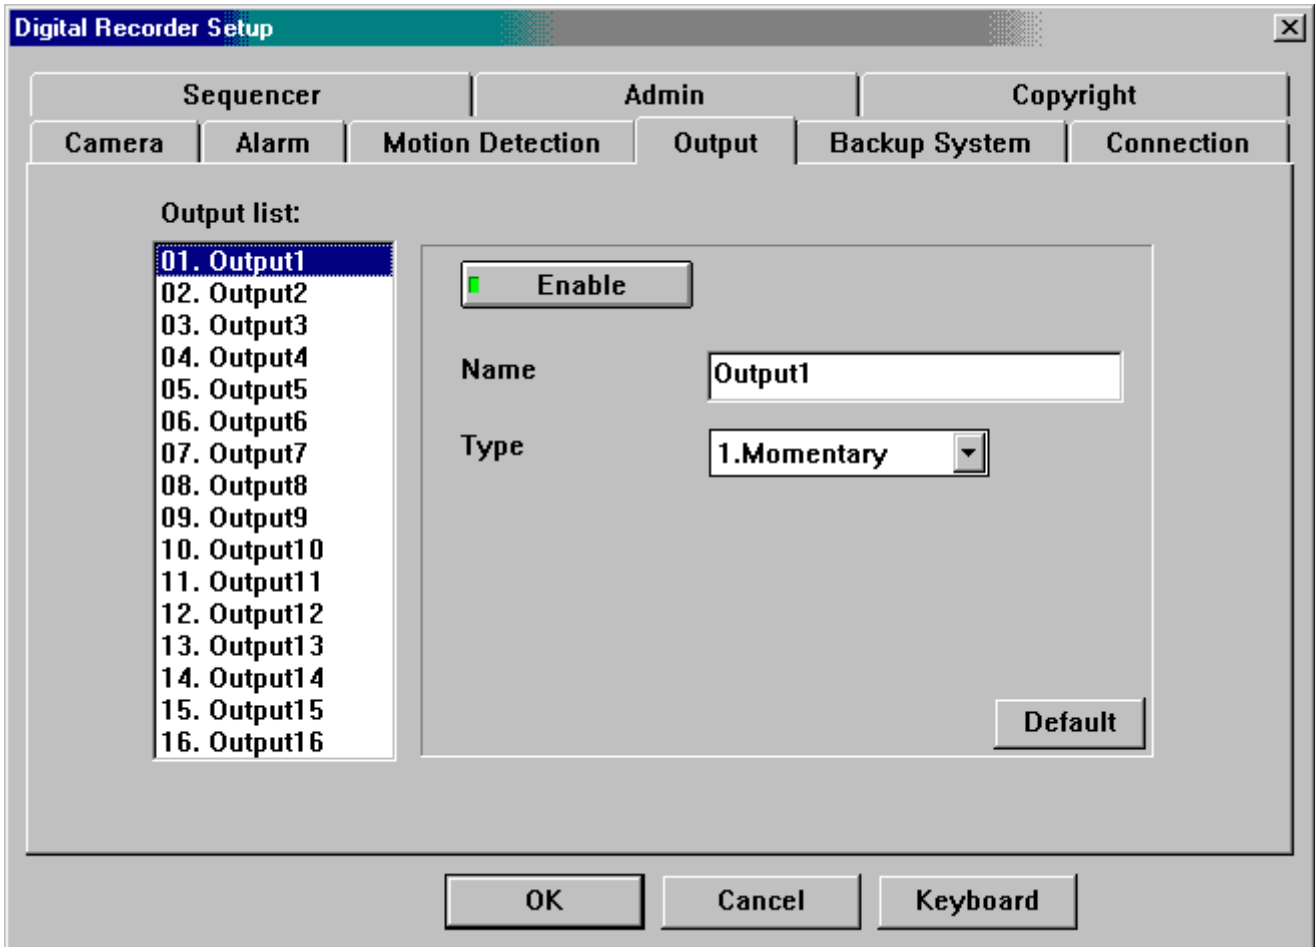 Digital Recorder Setup
Sequencer Admin Copyright
Camera Alarm Motion Detection Output Backup System Connection
Output list:
01. Output1
02. Output2
03. Output3
04. Output4
05. Output5
06. Output6
07. Output7
08. Output8
09. Output9
10. Output10
11. Output11
12. Output12
13. Output13
14. Output14
15. Output15
16. Output16
Enable
Name Output1
Type 1.Momentary
Default
OK Cancel Keyboard